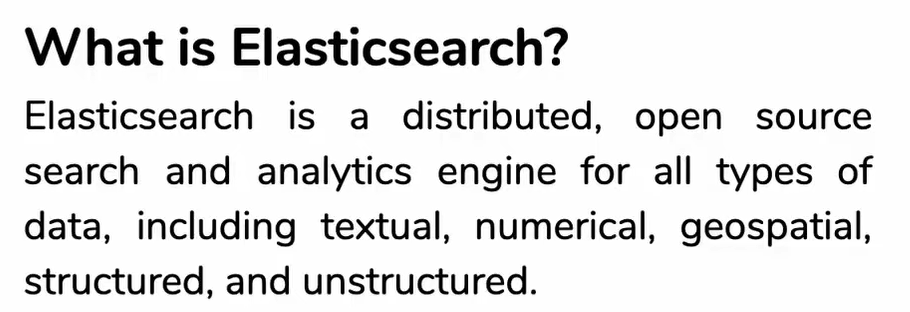 What is Elasticsearch?
Elasticsearch is a distributed, open source
search and analytics engine for all types of
data, including textual, numerical, geospatial,
structured, and unstructured.